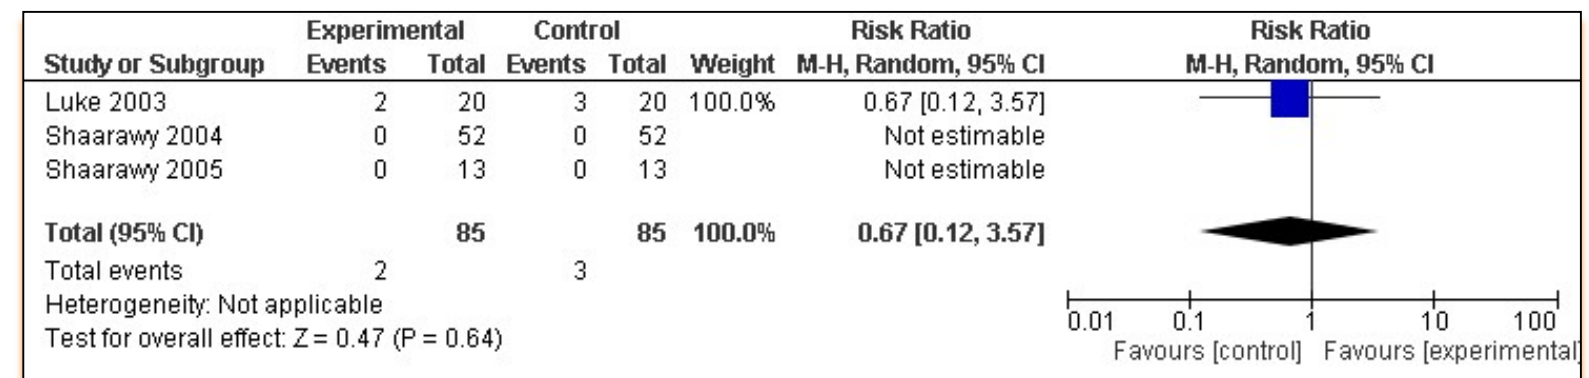 Experimental Control Risk Ratio Risk Ratio
Study or Subgroup Events Total Events Total Weight M-H, Random, 95% CI M-H, Random, 95% CI
Luke 2003 2 20 3 20 100.0% 0.67 [0.12, 3.57]
Shaarawy 2004 0 52 0 52 Not estimable
Shaarawy 2005 0 13 0 13 Not estimable
Total (95% CI) 85 85 100.0% 0.67 [0.12, 3.57]
Total events 2 3
Heterogeneity: Not applicable
Test for overall effect: Z = 0.47 (P = 0.64)
0.01 0.1 1 10 100
Favours [control] Favours [experimental]